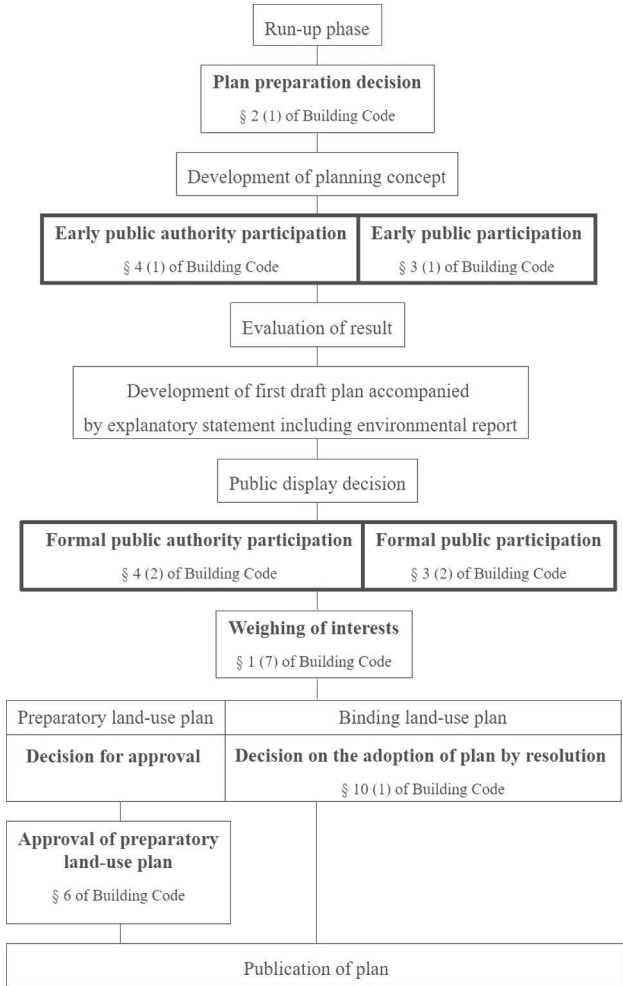 Run-up phase
Plan preparation decision
§ 2 (1) of Building Code
Development of planning concept
Early public authority participation
§ 4 (1) of Building Code
Early public participation
§ 3 (1) of Building Code
Evaluation of result
Development of first draft plan accompanied
by explanatory statement including environmental report
Public display decision
Formal public authority participation
§ 4 (2) of Building Code
Formal public participation
§ 3 (2) of Building Code
Weighing of interests
§ 1 (7) of Building Code
Preparatory land-use plan
Binding land-use plan
Decision for approval
Decision on the adoption of plan by resolution
§ 10 (1) of Building Code
Approval of preparatory
land-use plan
§ 6 of Building Code
Publication of plan